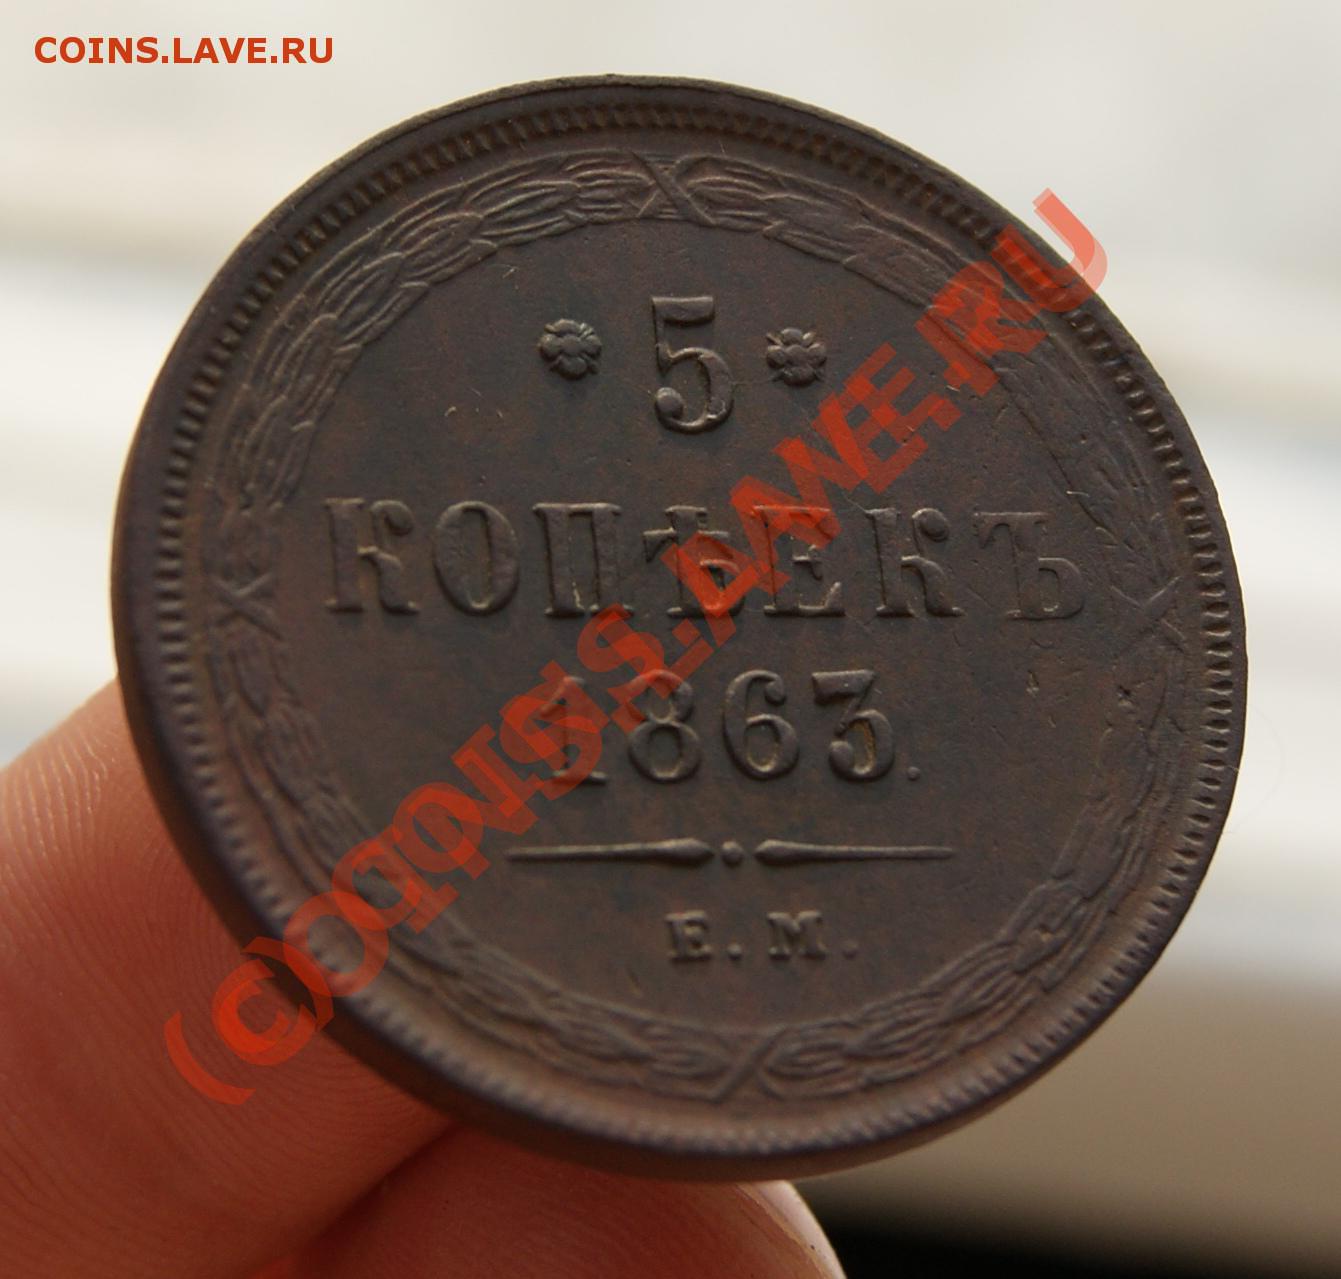 COINS.LAVE.RU
5
КОПѢЕКЪ
1863.
Е.М.
(c)COINS.LAVE.RU